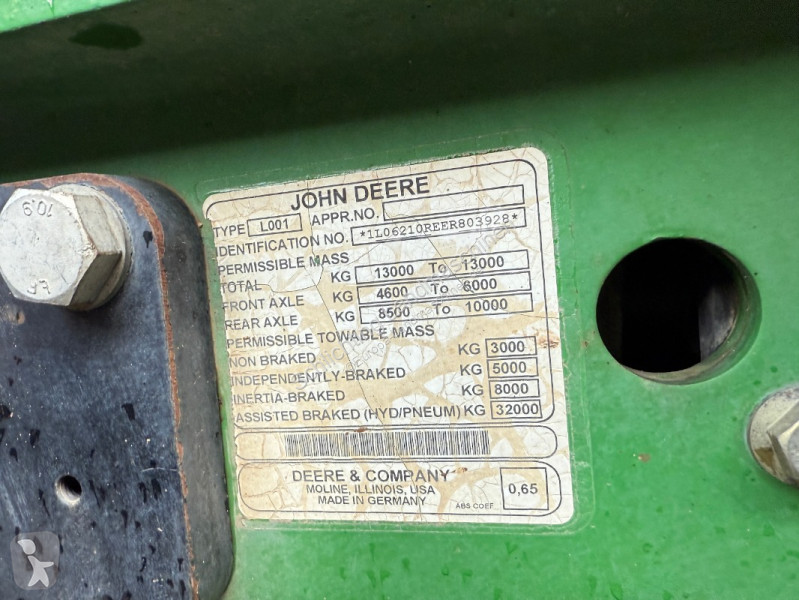 JOHN DEERE
TYPE L001 APPR.NO.
IDENTIFICATION NO. *1L06210REER803928*
PERMISSIBLE MASS
TOTAL KG 13000 To 13000
FRONT AXLE KG 4600 To 6000
REAR AXLE KG 8500 To 10000
PERMISSIBLE TOWABLE MASS
NON BRAKED KG 3000
INDEPENDENTLY-BRAKED KG 5000
INERTIA-BRAKED KG 8000
ASSISTED BRAKED (HYD/PNEUM) KG 32000
DEERE & COMPANY
MOLINE, ILLINOIS, USA
MADE IN GERMANY
ABS COEF. 0,65
10.9